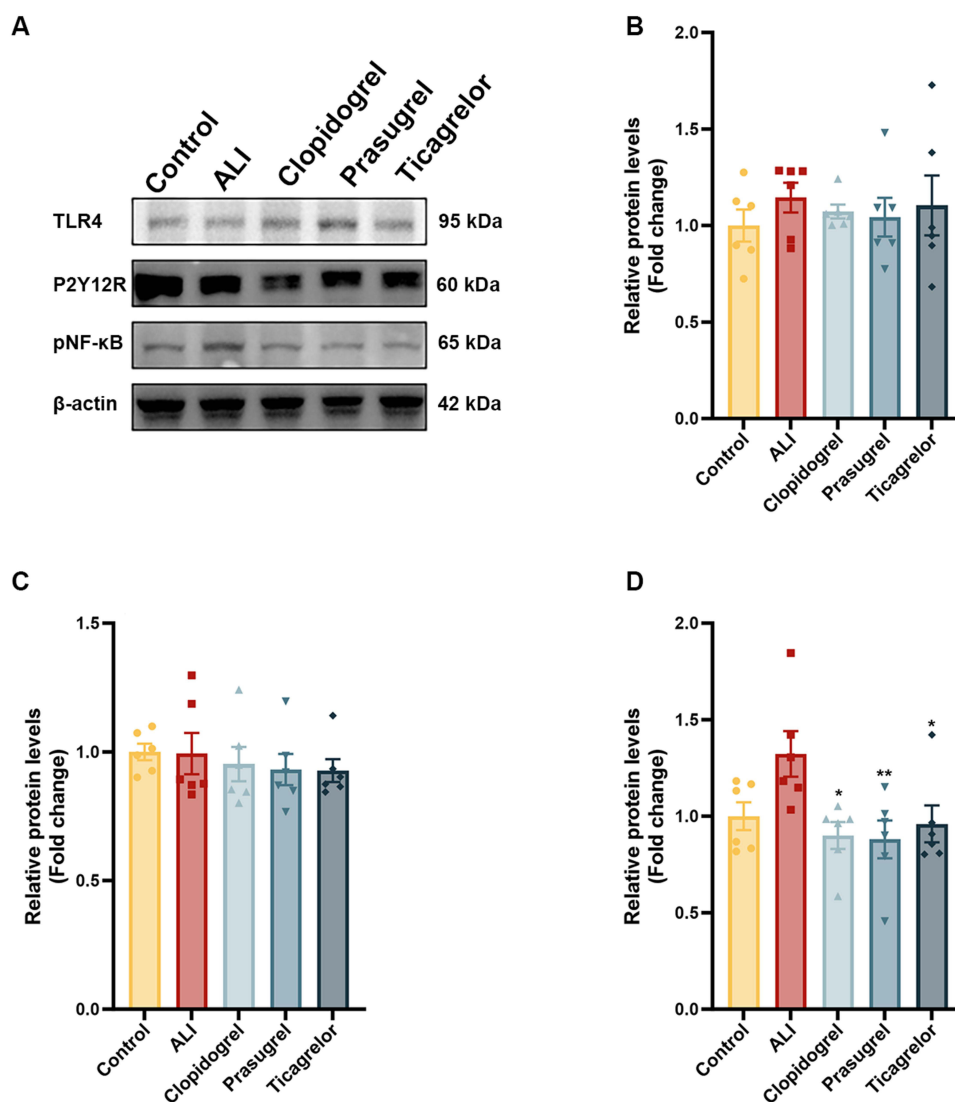 A
Control
ALI
Clopidogrel
Prasugrel
Ticagrelor
TLR4
95 kDa
P2Y12R
60 kDa
pNF-κB
65 kDa
β-actin
42 kDa
B
Relative protein levels
(Fold change)
2.0
1.5
1.0
0.5
0.0
Control
ALI
Clopidogrel
Prasugrel
Ticagrelor
C
Relative protein levels
(Fold change)
1.5
1.0
0.5
0.0
Control
ALI
Clopidogrel
Prasugrel
Ticagrelor
D
Relative protein levels
(Fold change)
2.0
1.5
1.0
0.5
0.0
*
**
*
Control
ALI
Clopidogrel
Prasugrel
Ticagrelor